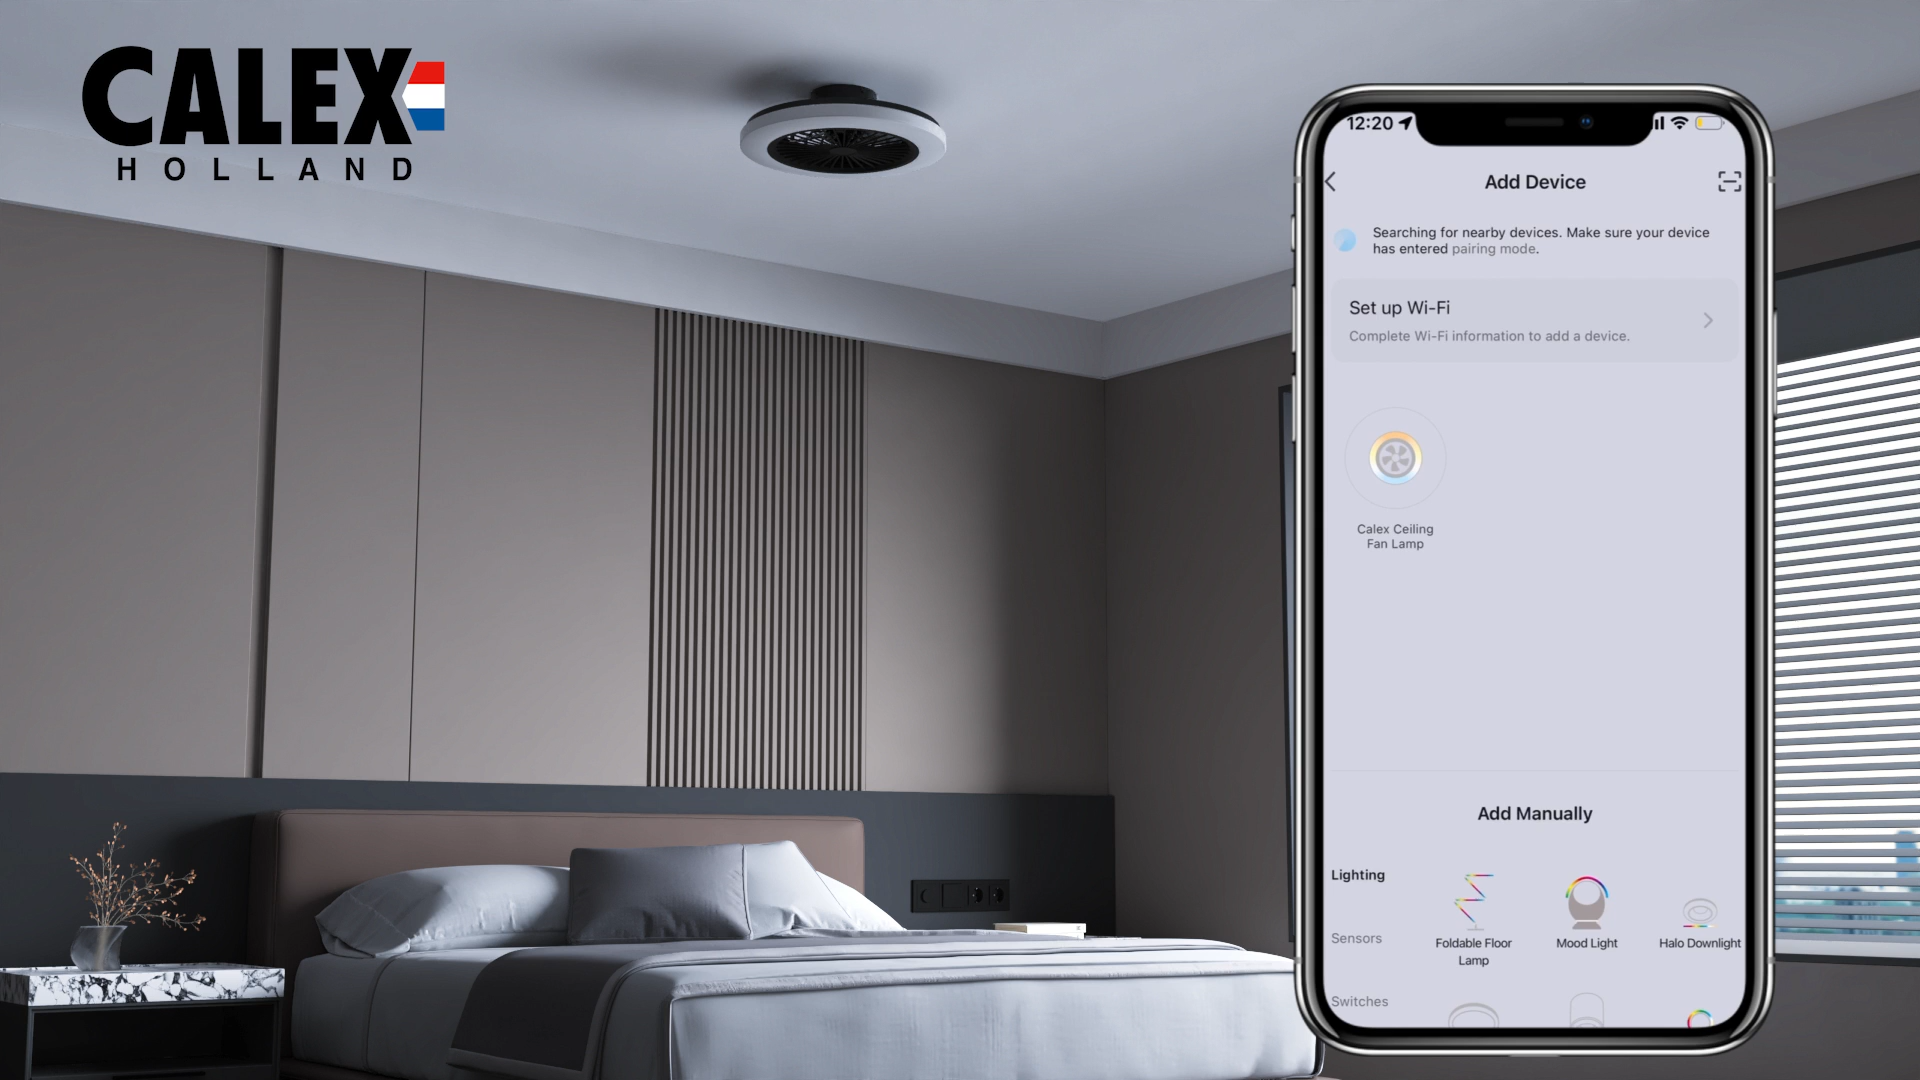 CALEX
HOLLAND
12:20
Add Device
Searching for nearby devices. Make sure your device
has entered pairing mode.
Set up Wi-Fi
Complete Wi-Fi information to add a device.
Calex Ceiling
Fan Lamp
Add Manually
Lighting
Sensors
Switches
Foldable Floor
Lamp
Mood Light
Halo Downlight